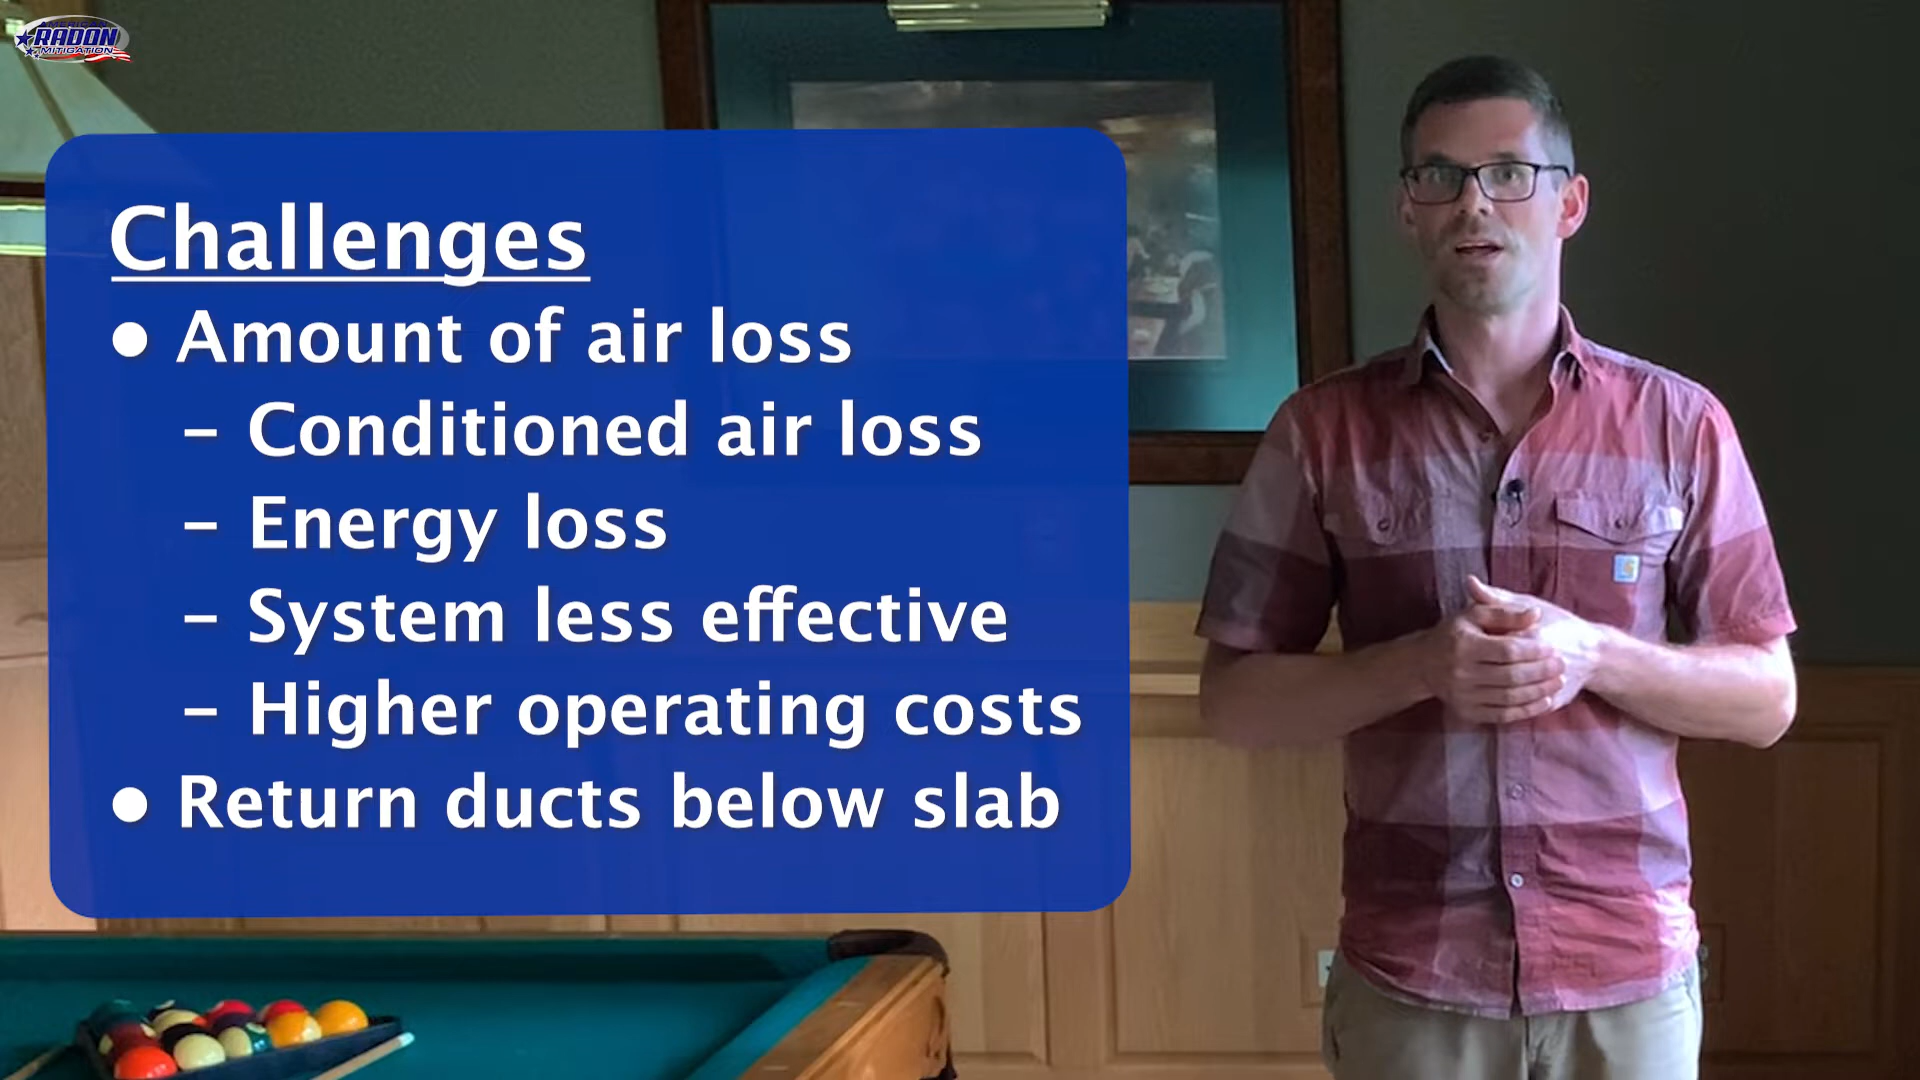 AMERICAN
RADON
MITIGATION
Challenges
• Amount of air loss
– Conditioned air loss
– Energy loss
– System less effective
– Higher operating costs
• Return ducts below slab